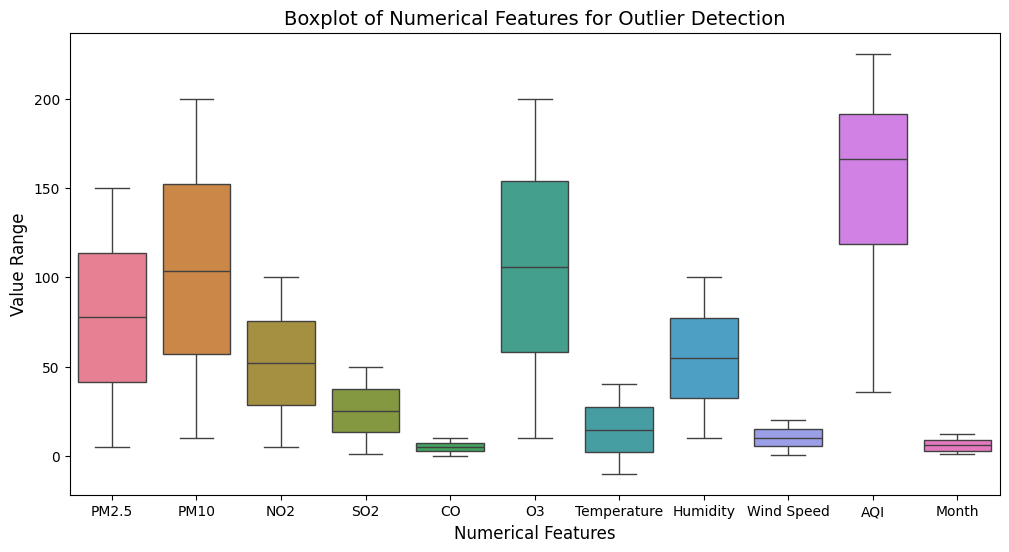 Boxplot of Numerical Features for Outlier Detection
Value Range
200
150
100
50
0
PM2.5 PM10 NO2 SO2 CO O3 Temperature Humidity Wind Speed AQI Month
Numerical Features